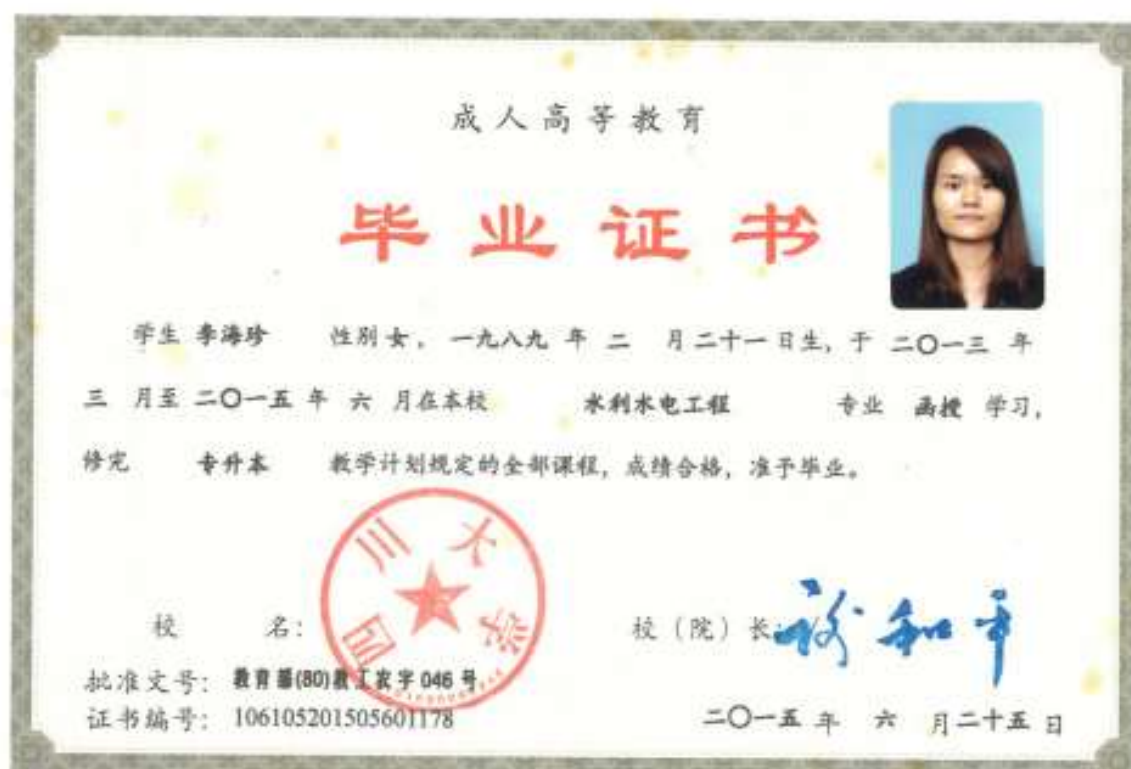 成人高等教育
毕业证书
学生 李海珍 性别 女， 一九八九 年 二 月 二十一 日生，于 二〇一三 年
三 月至 二〇一五 年 六 月在本校 水利水电工程 专业 函授 学习，
修完 专升本 教学计划规定的全部课程，成绩合格，准予毕业。
四川大学
校 名： 校（院）长：
批准文号： 教育部(80)教工农字 046 号
证书编号： 106105201505601178 二〇一五 年 六 月二十五 日